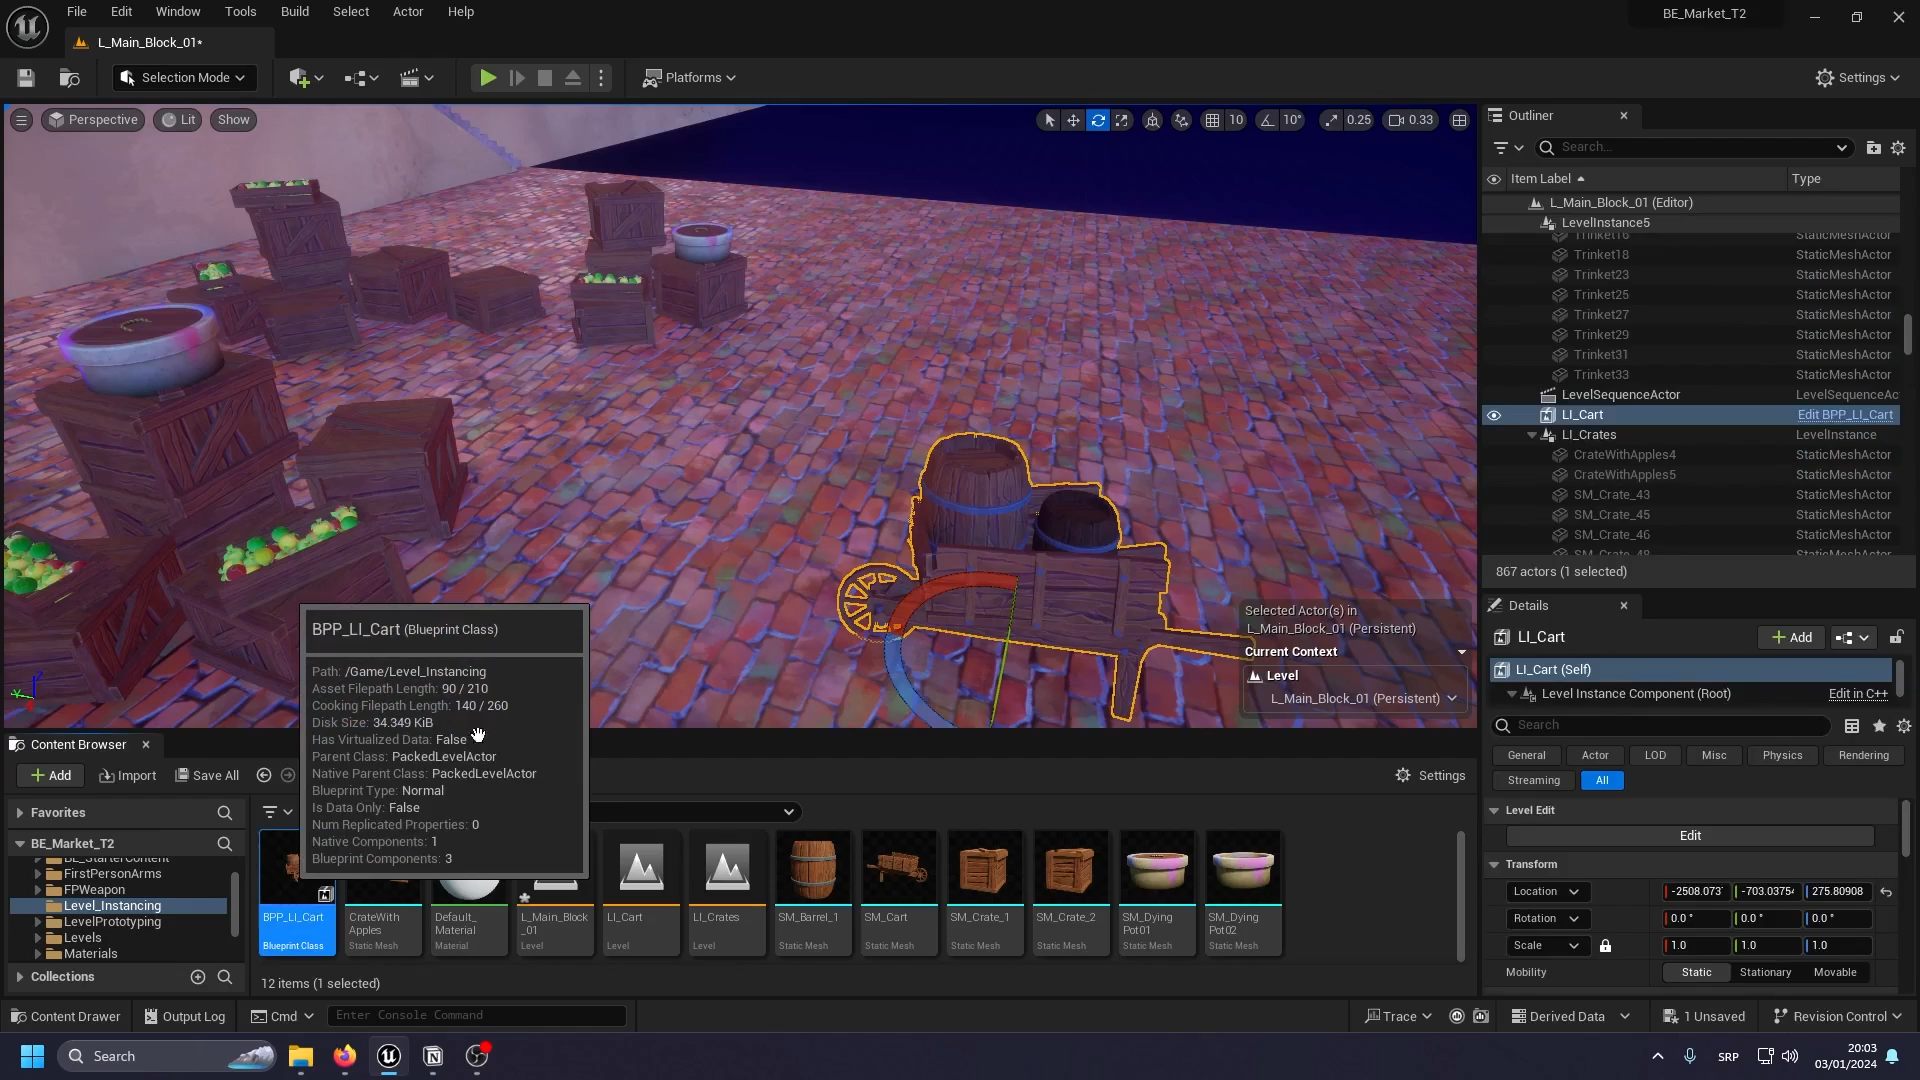 File Edit Window Tools Build Select Actor Help
BE_Market_T2
L_Main_Block_01*
Selection Mode
Platforms
Settings
Perspective Lit Show
10 10° 0.25 0.33
Outliner
Search...
Item Label Type
L_Main_Block_01 (Editor)
LevelInstance5
Trinket16 StaticMeshActor
Trinket18 StaticMeshActor
Trinket23 StaticMeshActor
Trinket25 StaticMeshActor
Trinket27 StaticMeshActor
Trinket29 StaticMeshActor
Trinket31 StaticMeshActor
Trinket33 StaticMeshActor
LevelSequenceActor LevelSequenceAc
LI_Cart Edit BPP_LI_Cart
LI_Crates LevelInstance
CrateWithApples4 StaticMeshActor
CrateWithApples5 StaticMeshActor
SM_Crate_43 StaticMeshActor
SM_Crate_45 StaticMeshActor
SM_Crate_46 StaticMeshActor
SM_Crate_48 StaticMeshActor
867 actors (1 selected)
Selected Actor(s) in
L_Main_Block_01 (Persistent)
Current Context
Level
L_Main_Block_01 (Persistent)
BPP_LI_Cart (Blueprint Class)
Path: /Game/Level_Instancing
Asset Filepath Length: 90 / 210
Cooking Filepath Length: 140 / 260
Disk Size: 34.349 KiB
Has Virtualized Data: False
Parent Class: PackedLevelActor
Native Parent Class: PackedLevelActor
Blueprint Type: Normal
Is Data Only: False
Num Replicated Properties: 0
Native Components: 1
Blueprint Components: 3
Details
LI_Cart
Add
LI_Cart (Self)
Level Instance Component (Root) Edit in C++
Search
General Actor LOD Misc Physics Rendering
Streaming All
Level Edit
Edit
Transform
Location -2508.073 -703.0375 275.80908
Rotation 0.0 ° 0.0 ° 0.0 °
Scale 1.0 1.0 1.0
Mobility Static Stationary Movable
Content Browser
Add Import Save All
Settings
Favorites
BE_Market_T2
BE_StarterContent
FirstPersonArms
FPWeapon
Level_Instancing
LevelPrototyping
Levels
Materials
Collections
BPP_LI_Cart
Blueprint Class
CrateWith
Apples
Static Mesh
Default_
Material
Material
L_Main_Block
_01
Level
LI_Cart
Level
LI_Crates
Level
SM_Barrel_1
Static Mesh
SM_Cart
Static Mesh
SM_Crate_1
Static Mesh
SM_Crate_2
Static Mesh
SM_Dying
Pot01
Static Mesh
SM_Dying
Pot02
Static Mesh
12 items (1 selected)
Content Drawer Output Log Cmd Enter Console Command
Trace Derived Data 1 Unsaved Revision Control
Search
SRP
20:03
03/01/2024